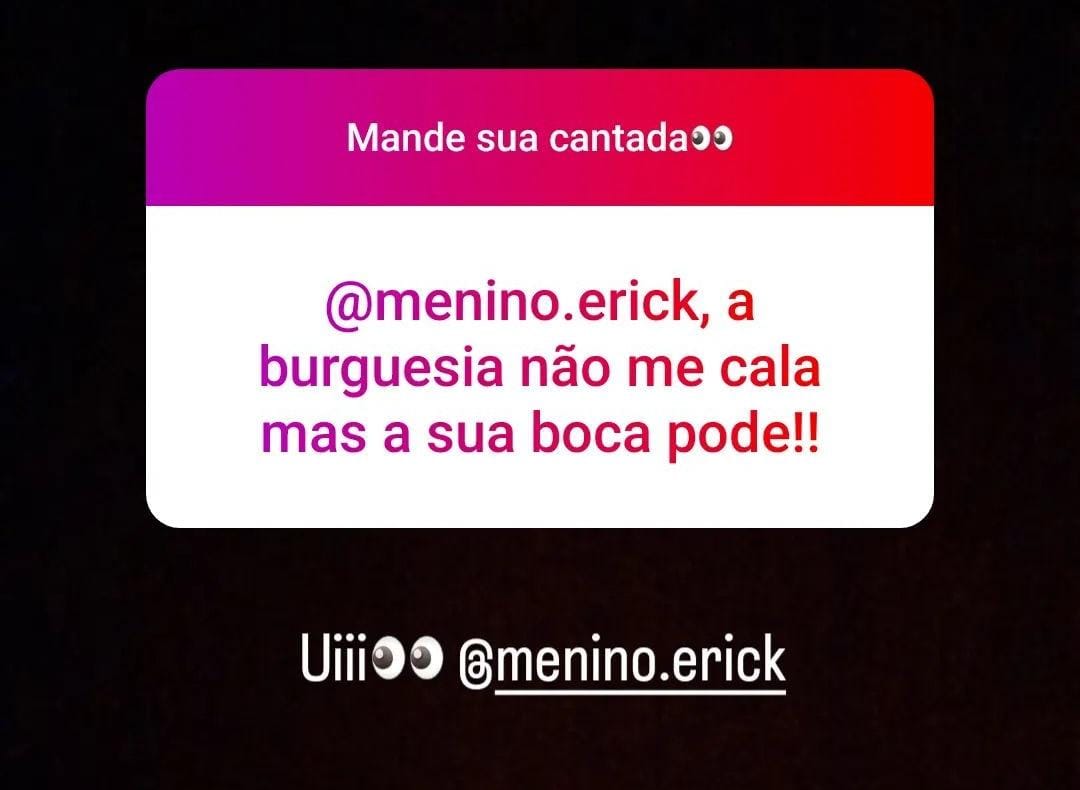 Mande sua cantada👀
@menino.erick, a
burguesia não me cala
mas a sua boca pode!!
Uiii👀 @menino.erick